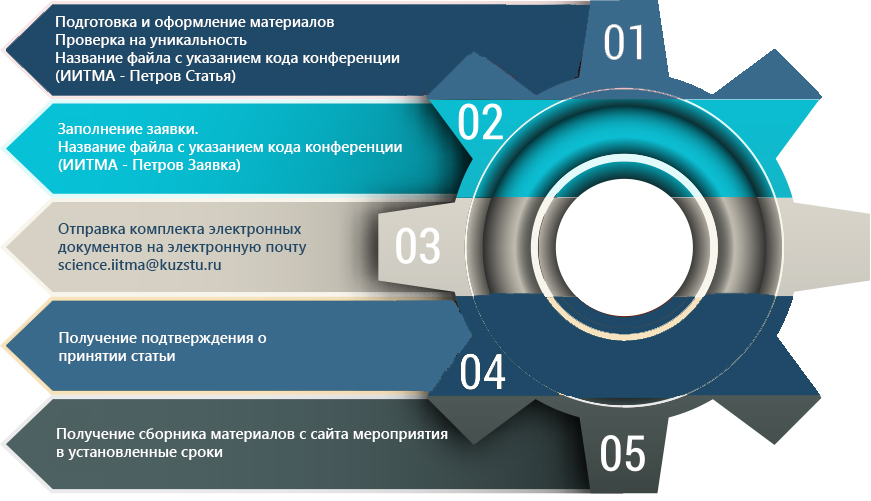 Подготовка и оформление материалов
Проверка на уникальность
Название файла с указанием кода конференции
(ИИТМА - Петров Статья)
01
Заполнение заявки.
Название файла с указанием кода конференции
(ИИТМА - Петров Заявка)
02
Отправка комплекта электронных
документов на электронную почту
science.iitma@kuzstu.ru
03
Получение подтверждения о
принятии статьи
04
Получение сборника материалов с сайта мероприятия
в установленные сроки
05